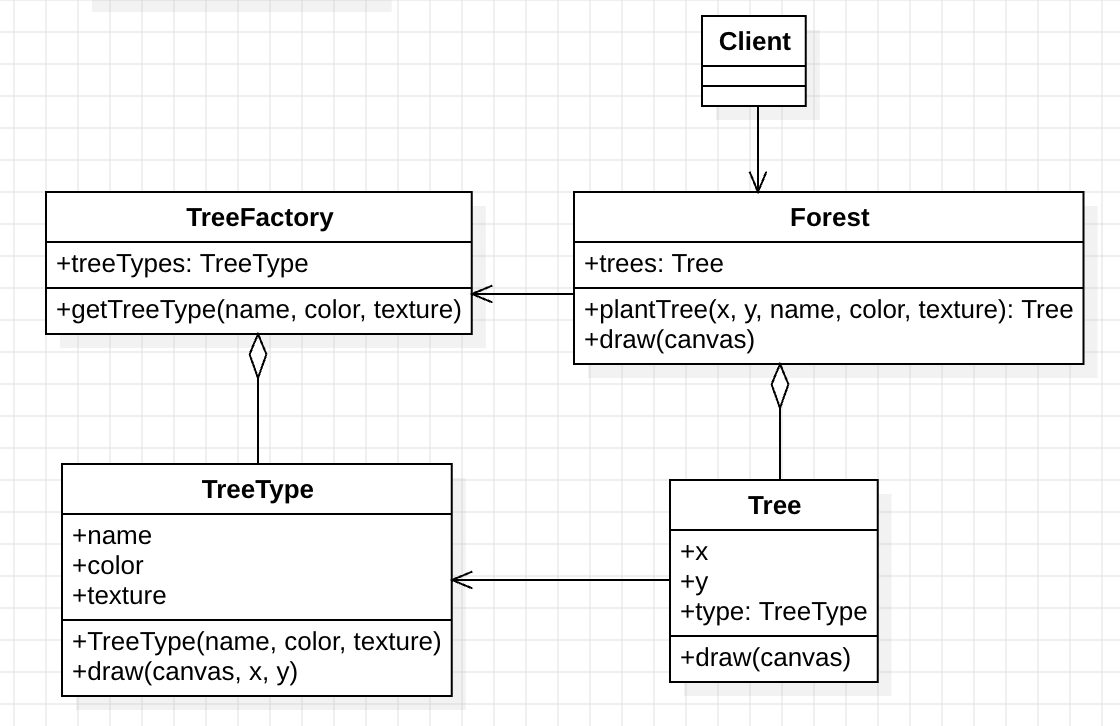 Client
TreeFactory
+treeTypes: TreeType
+getTreeType(name, color, texture)
Forest
+trees: Tree
+plantTree(x, y, name, color, texture): Tree
+draw(canvas)
TreeType
+name
+color
+texture
+TreeType(name, color, texture)
+draw(canvas, x, y)
Tree
+x
+y
+type: TreeType
+draw(canvas)